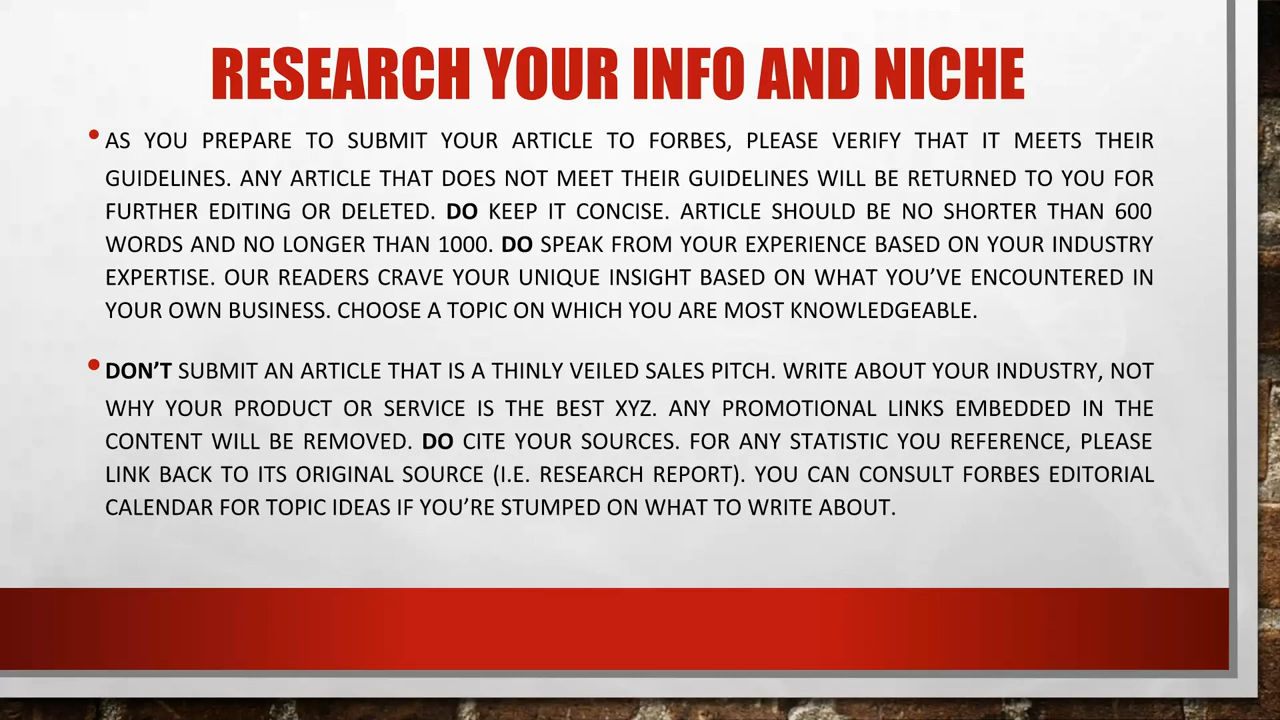 RESEARCH YOUR INFO AND NICHE
• AS YOU PREPARE TO SUBMIT YOUR ARTICLE TO FORBES, PLEASE VERIFY THAT IT MEETS THEIR
GUIDELINES. ANY ARTICLE THAT DOES NOT MEET THEIR GUIDELINES WILL BE RETURNED TO YOU FOR
FURTHER EDITING OR DELETED. DO KEEP IT CONCISE. ARTICLE SHOULD BE NO SHORTER THAN 600
WORDS AND NO LONGER THAN 1000. DO SPEAK FROM YOUR EXPERIENCE BASED ON YOUR INDUSTRY
EXPERTISE. OUR READERS CRAVE YOUR UNIQUE INSIGHT BASED ON WHAT YOU’VE ENCOUNTERED IN
YOUR OWN BUSINESS. CHOOSE A TOPIC ON WHICH YOU ARE MOST KNOWLEDGEABLE.
• DON’T SUBMIT AN ARTICLE THAT IS A THINLY VEILED SALES PITCH. WRITE ABOUT YOUR INDUSTRY, NOT
WHY YOUR PRODUCT OR SERVICE IS THE BEST XYZ. ANY PROMOTIONAL LINKS EMBEDDED IN THE
CONTENT WILL BE REMOVED. DO CITE YOUR SOURCES. FOR ANY STATISTIC YOU REFERENCE, PLEASE
LINK BACK TO ITS ORIGINAL SOURCE (I.E. RESEARCH REPORT). YOU CAN CONSULT FORBES EDITORIAL
CALENDAR FOR TOPIC IDEAS IF YOU’RE STUMPED ON WHAT TO WRITE ABOUT.